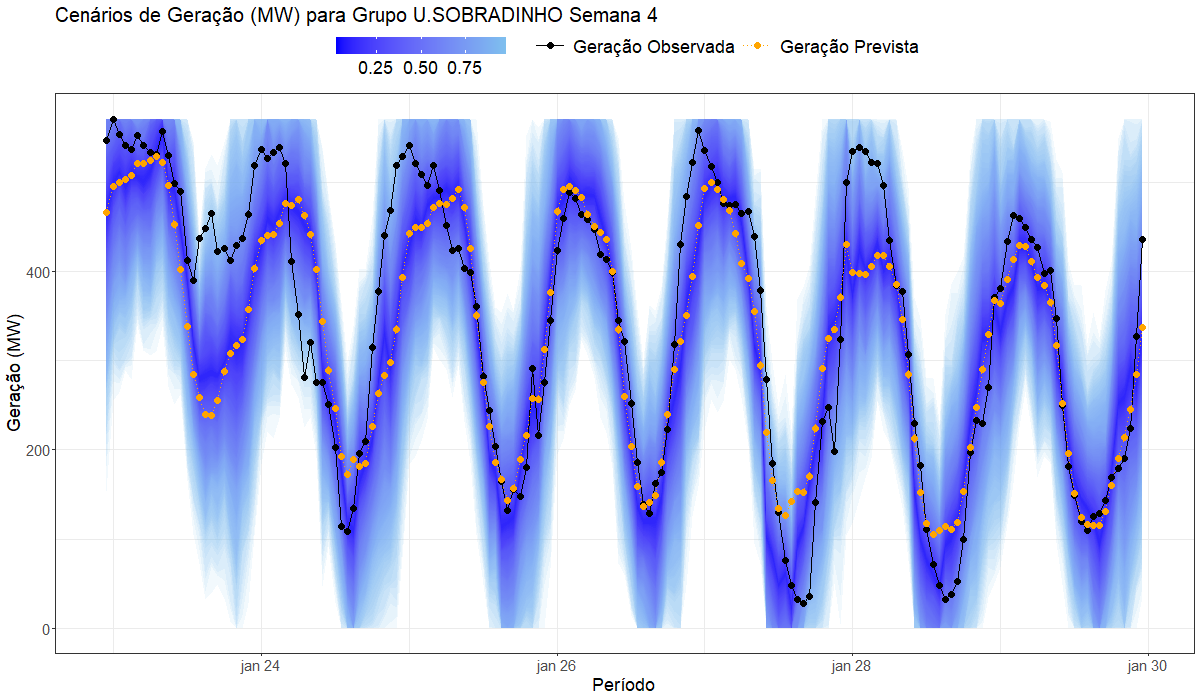 Cenários de Geração (MW) para Grupo U.SOBRADINHO Semana 4
0.25 0.50 0.75
Geração Observada
Geração Prevista
Geração (MW)
400
200
0
jan 24 jan 26 jan 28 jan 30
Período